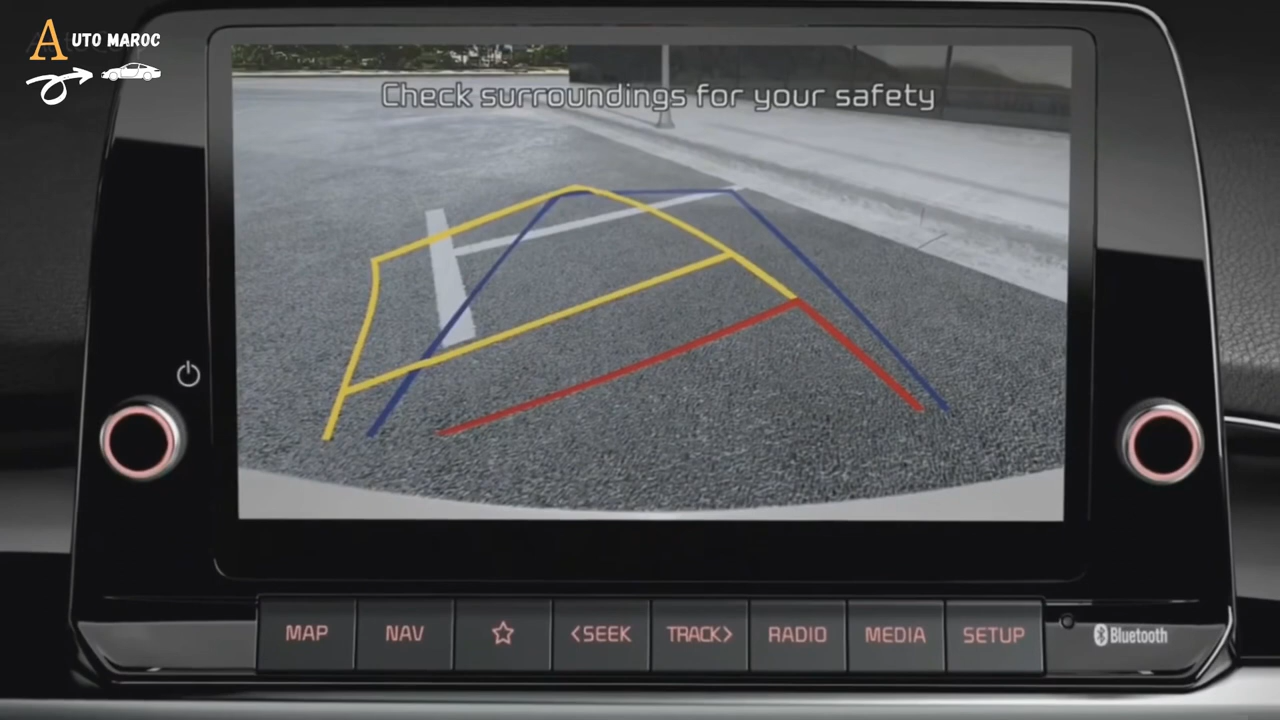 AUTO MAROC
Check surroundings for your safety
MAP NAV <SEEK TRACK> RADIO MEDIA SETUP Bluetooth